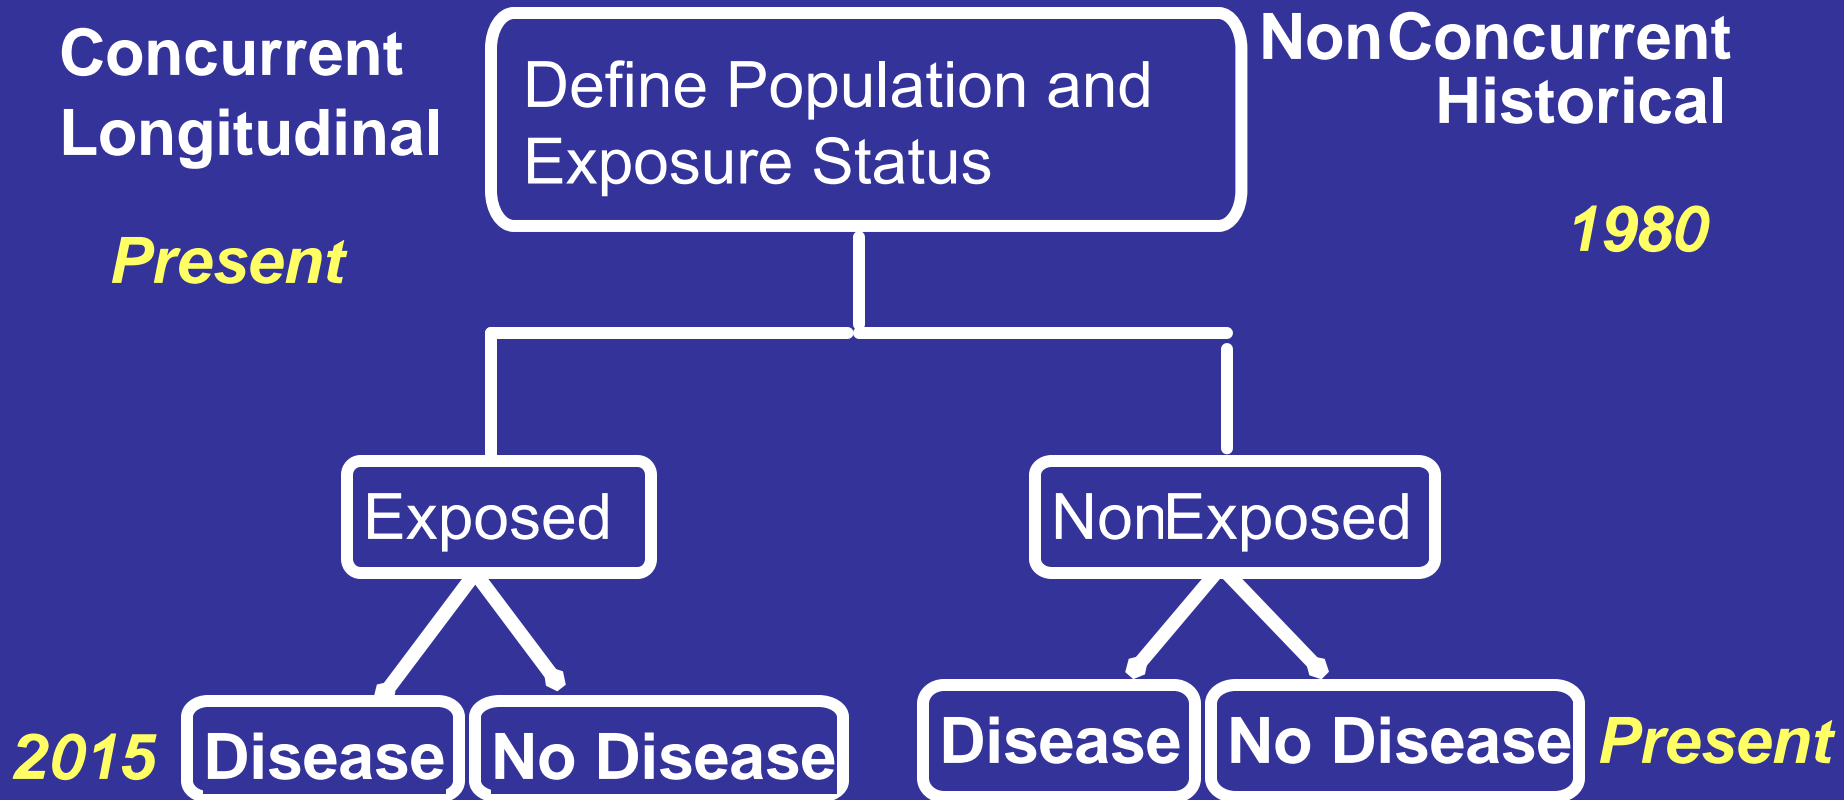 Concurrent
Longitudinal
Present
Define Population and
Exposure Status
NonConcurrent
Historical
1980
Exposed
NonExposed
2015
Disease
No Disease
Disease
No Disease
Present